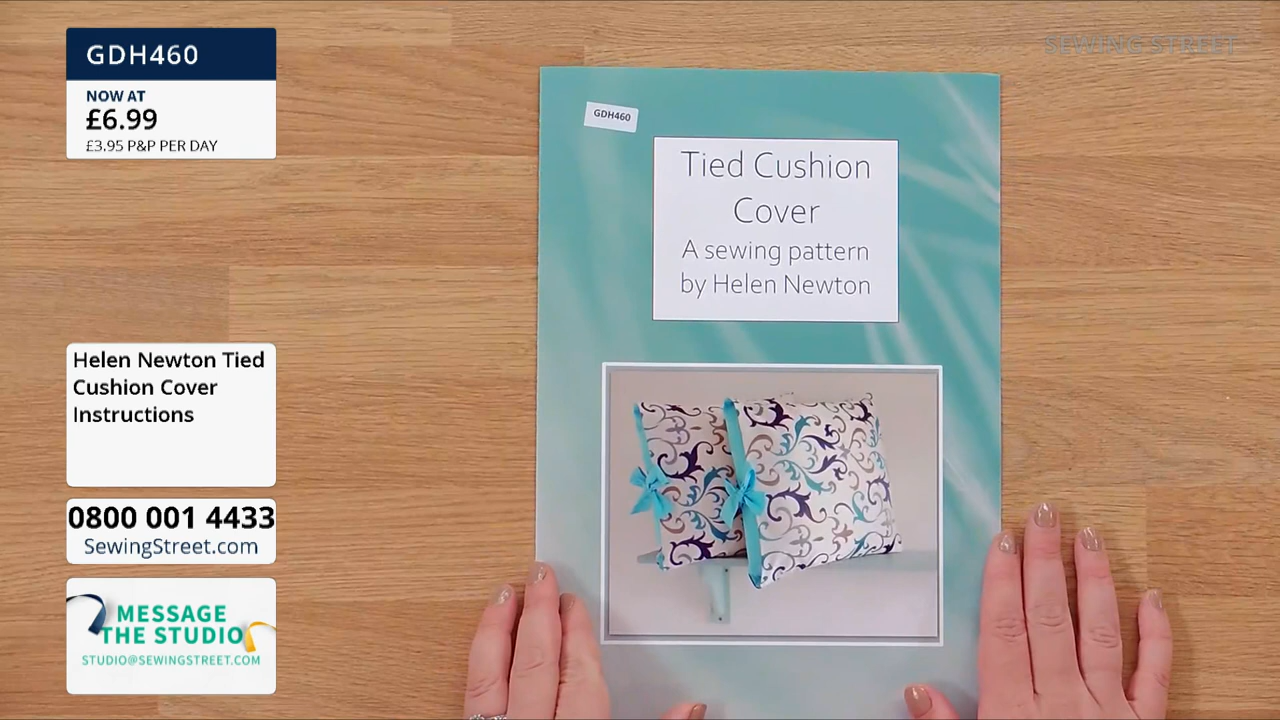 GDH460
NOW AT
£6.99
£3.95 P&P PER DAY
Helen Newton Tied
Cushion Cover
Instructions
0800 001 4433
SewingStreet.com
MESSAGE
THE STUDIO
STUDIO@SEWINGSTREET.COM
SEWING STREET
GDH460
Tied Cushion
Cover
A sewing pattern
by Helen Newton